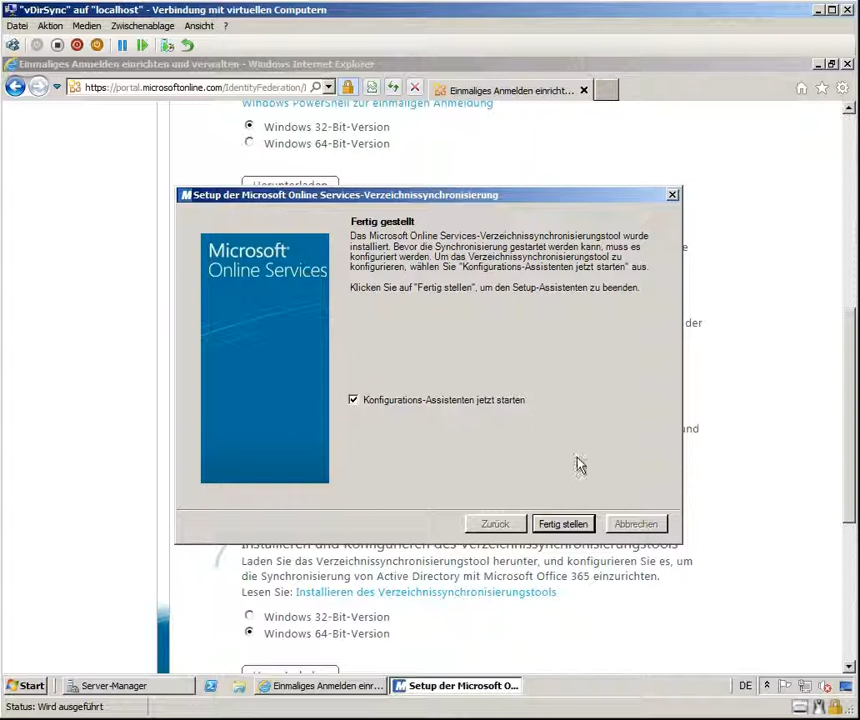 "vDirSync" auf "localhost" - Verbindung mit virtuellen Computern
Datei Aktion Medien Zwischenablage Ansicht ?
Einmaliges Anmelden einrichten und verwalten - Windows Internet Explorer
https://portal.microsoftonline.com/IdentityFederation/I
Einmaliges Anmelden einricht...
Windows PowerShell zur einmaligen Anmeldung
Windows 32-Bit-Version
Windows 64-Bit-Version
Herunterladen
Setup der Microsoft Online Services-Verzeichnissynchronisierung
Microsoft®
Online Services
Fertig gestellt
Das Microsoft Online Services-Verzeichnissynchronisierungstool wurde
installiert. Bevor die Synchronisierung gestartet werden kann, muss es
konfiguriert werden. Um das Verzeichnissynchronisierungstool zu
konfigurieren, wählen Sie "Konfigurations-Assistenten jetzt starten" aus.
Klicken Sie auf "Fertig stellen", um den Setup-Assistenten zu beenden.
e
der
Konfigurations-Assistenten jetzt starten
und
Zurück Fertig stellen Abbrechen
7 Installieren und Konfigurieren des Verzeichnissynchronisierungstools
Laden Sie das Verzeichnissynchronisierungstool herunter, und konfigurieren Sie es, um
die Synchronisierung von Active Directory mit Microsoft Office 365 einzurichten.
Lesen Sie: Installieren des Verzeichnissynchronisierungstools
Windows 32-Bit-Version
Windows 64-Bit-Version
Start Server-Manager Einmaliges Anmelden einr... Setup der Microsoft O... DE
Status: Wird ausgeführt